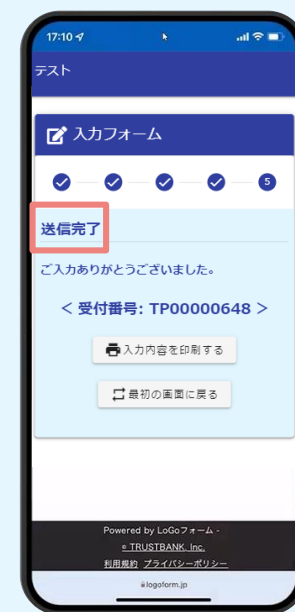 17:10
テスト
入力フォーム
5
送信完了
ご入力ありがとうございました。
＜ 受付番号: TP00000648 ＞
入力内容を印刷する
最初の画面に戻る
Powered by LoGoフォーム -
© TRUSTBANK, Inc.
利用規約 プライバシーポリシー
logoform.jp